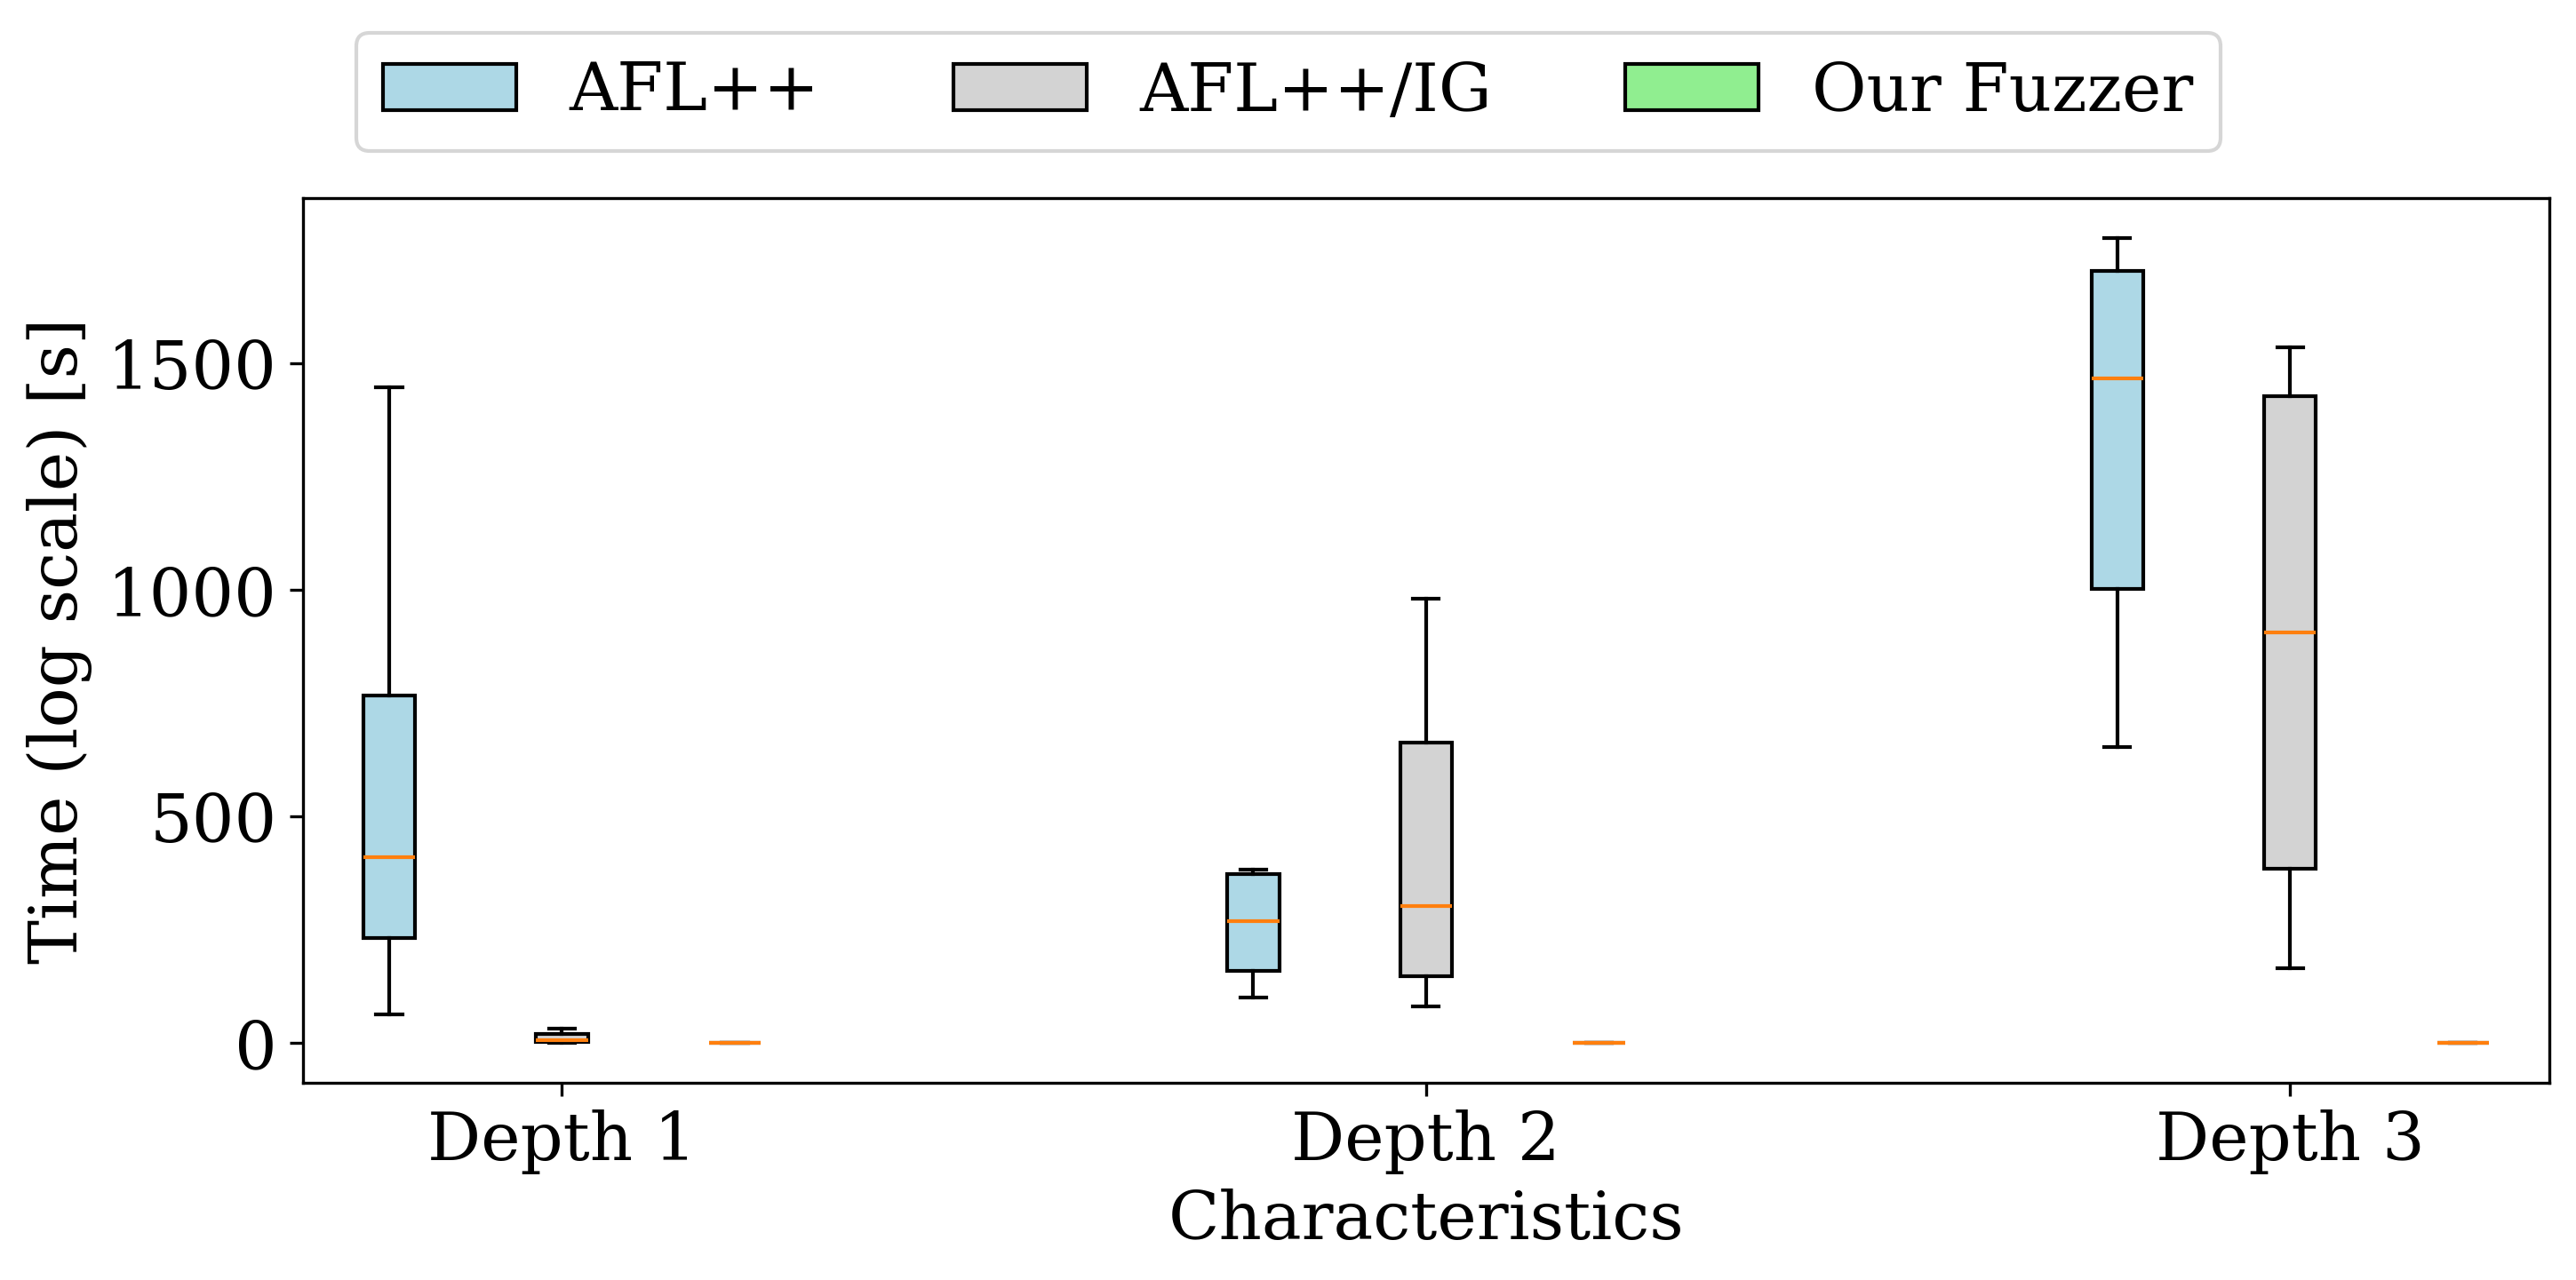 AFL++ AFL++/IG Our Fuzzer
Time (log scale) [s]
1500
1000
500
0
Depth 1 Depth 2 Depth 3
Characteristics